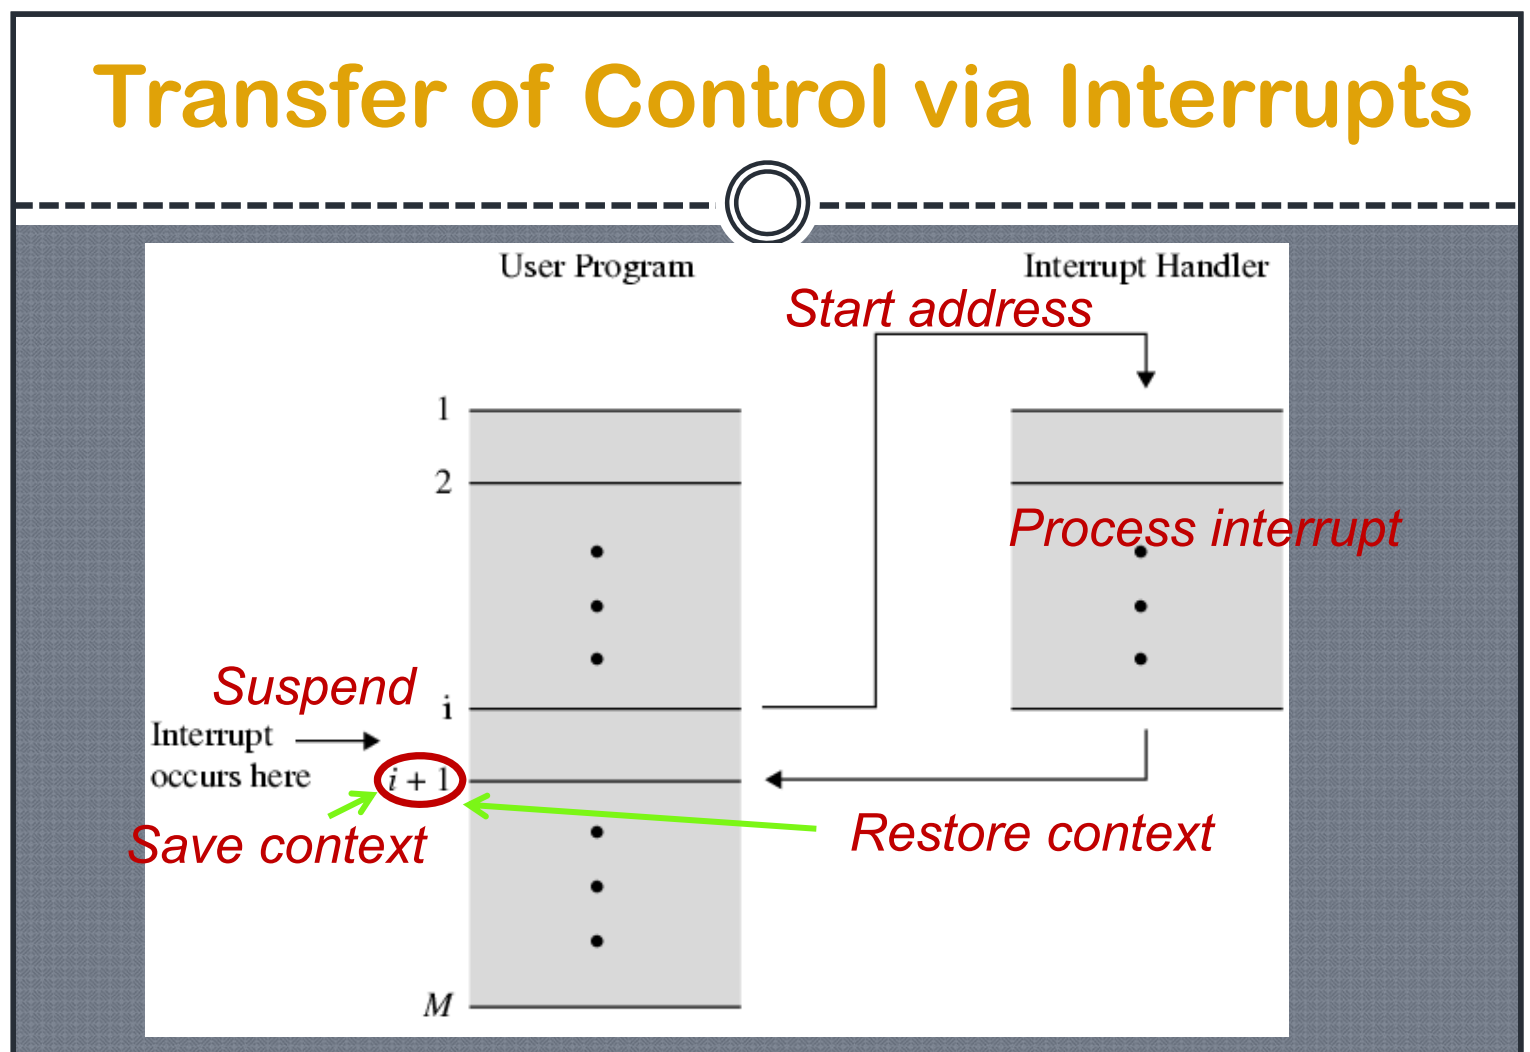 Transfer of Control via Interrupts
User Program
Interrupt Handler
Start address
1
2
Process interrupt
Suspend
i
Interrupt
occurs here
i + 1
Save context
Restore context
M